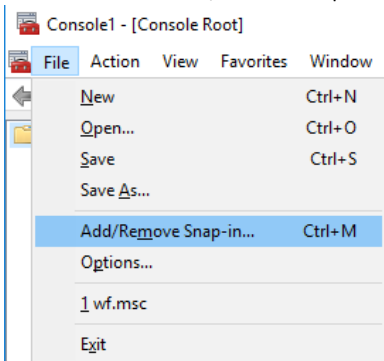 Console1 - [Console Root]
File Action View Favorites Window
New Ctrl+N
Open... Ctrl+O
Save Ctrl+S
Save As...
Add/Remove Snap-in... Ctrl+M
Options...
1 wf.msc
Exit